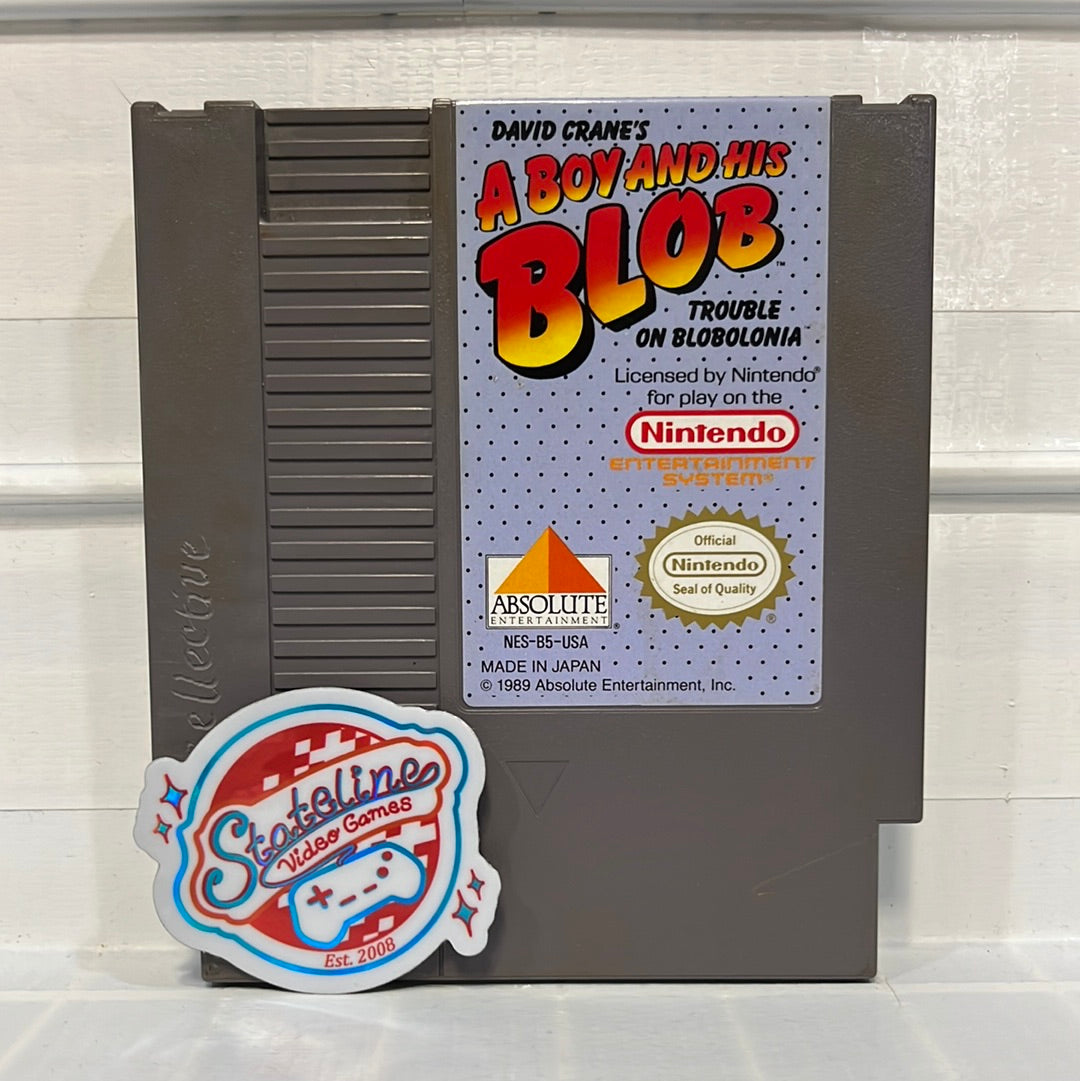 DAVID CRANE'S
A BOY AND HIS
BLOB™
TROUBLE
ON BLOBOLONIA™
Licensed by Nintendo®
for play on the
Nintendo
ENTERTAINMENT
SYSTEM®
Official
Nintendo
Seal of Quality
®
ABSOLUTE
ENTERTAINMENT®
NES-B5-USA
MADE IN JAPAN
© 1989 Absolute Entertainment, Inc.
Stateline
Video Games
Est. 2008